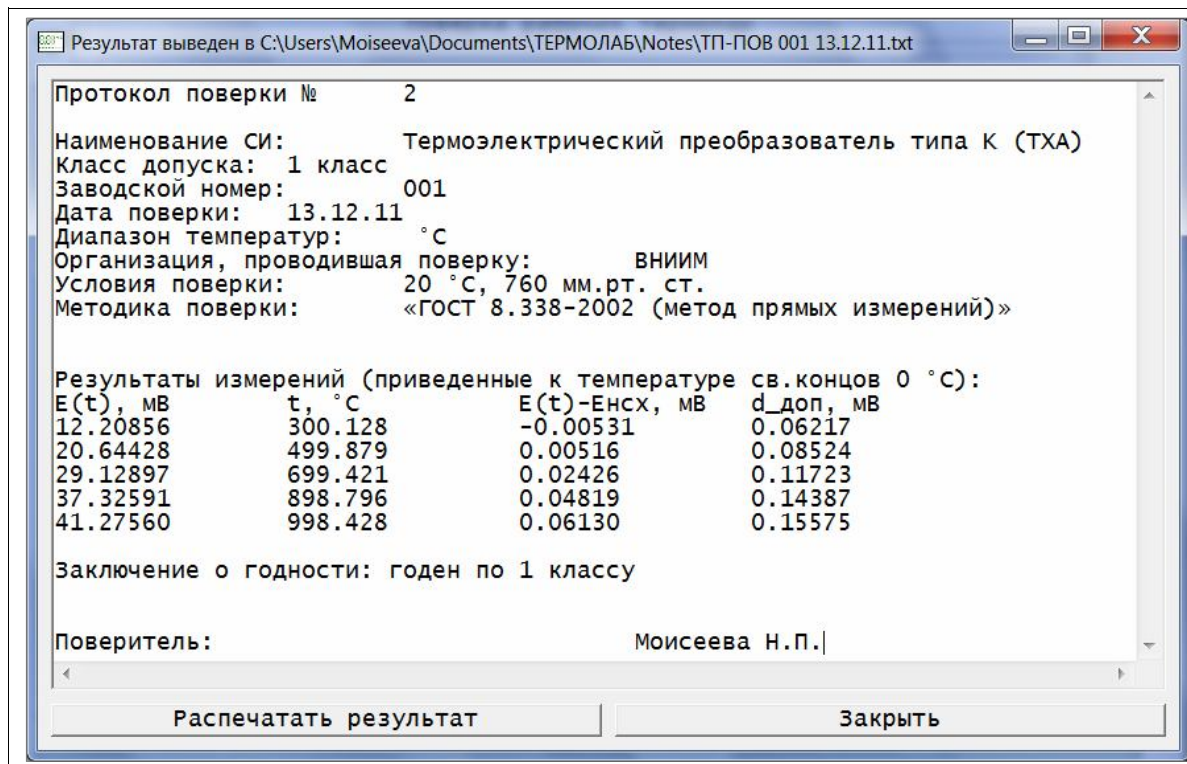 Результат выведен в C:\Users\Moiseeva\Documents\ТЕРМОЛАБ\Notes\ТП-ПОВ 001 13.12.11.txt
Протокол поверки № 2
Наименование СИ: Термоэлектрический преобразователь типа К (ТХА)
Класс допуска: 1 класс
Заводской номер: 001
Дата поверки: 13.12.11
Диапазон температур: °C
Организация, проводившая поверку: ВНИИМ
Условия поверки: 20 °C, 760 мм.рт. ст.
Методика поверки: «ГОСТ 8.338-2002 (метод прямых измерений)»
Результаты измерений (приведенные к температуре св.концов 0 °C):
E(t), мВ t, °C E(t)-Eнсх, мВ d_доп, мВ
12.20856 300.128 -0.00531 0.06217
20.64428 499.879 0.00516 0.08524
29.12897 699.421 0.02426 0.11723
37.32591 898.796 0.04819 0.14387
41.27560 998.428 0.06130 0.15575
Заключение о годности: годен по 1 классу
Поверитель: Моисеева Н.П.
Распечатать результат Закрыть